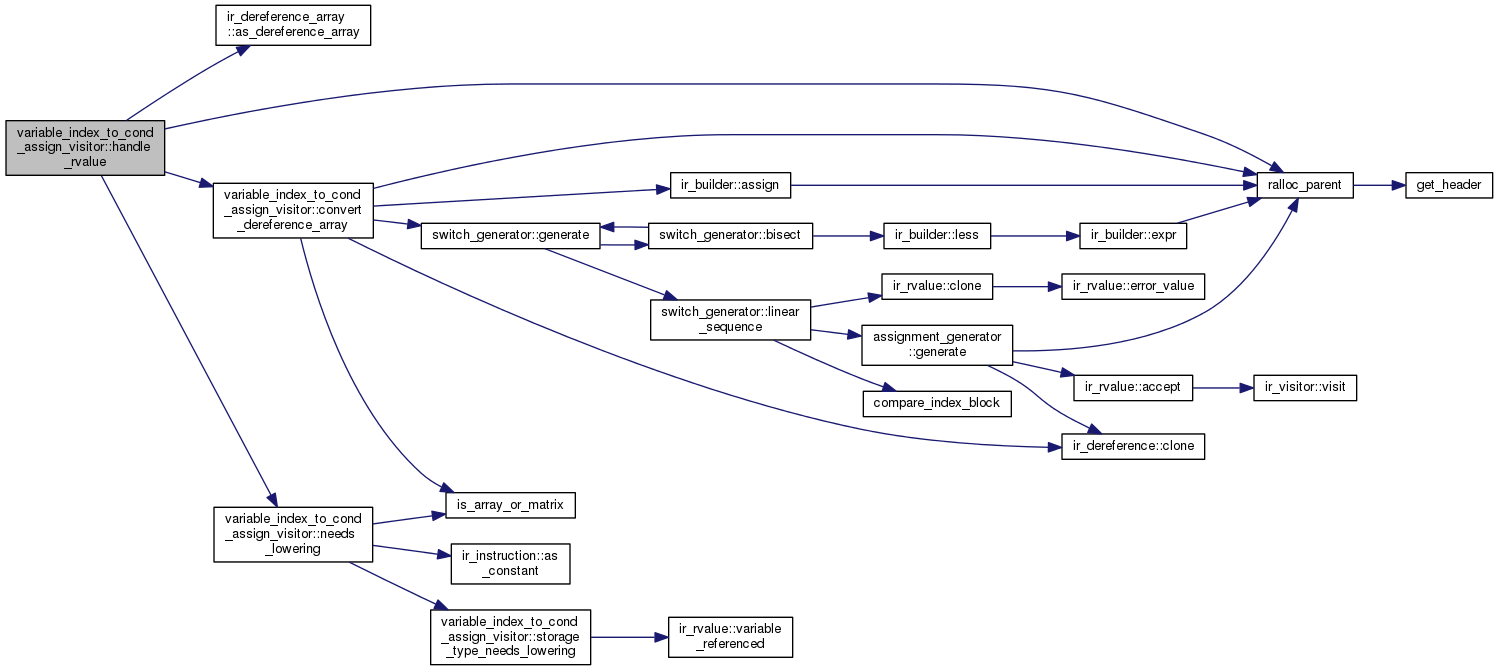 ir_dereference_array
::as_dereference_array
variable_index_to_cond
_assign_visitor::handle
_rvalue
variable_index_to_cond
_assign_visitor::convert
_dereference_array
ir_builder::assign
ralloc_parent
get_header
switch_generator::generate
switch_generator::bisect
ir_builder::less
ir_builder::expr
ir_rvalue::clone
ir_rvalue::error_value
switch_generator::linear
_sequence
assignment_generator
::generate
ir_rvalue::accept
ir_visitor::visit
compare_index_block
ir_dereference::clone
is_array_or_matrix
variable_index_to_cond
_assign_visitor::needs
_lowering
ir_instruction::as
_constant
variable_index_to_cond
_assign_visitor::storage
_type_needs_lowering
ir_rvalue::variable
_referenced